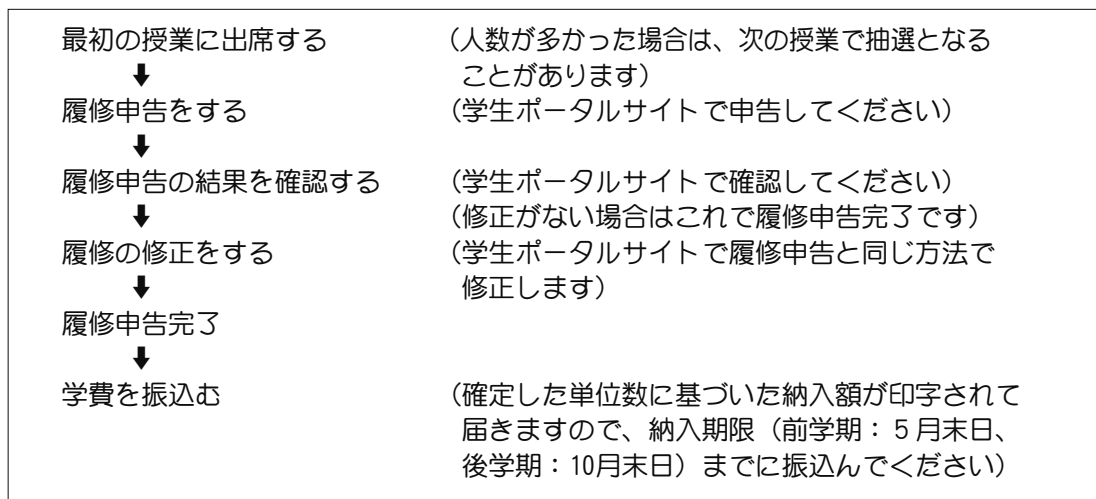 最初の授業に出席する （人数が多かった場合は、次の授業で抽選となる
ことがあります）
⬇
履修申告をする （学生ポータルサイトで申告してください）
⬇
履修申告の結果を確認する （学生ポータルサイトで確認してください）
⬇ （修正がない場合はこれで履修申告完了です）
履修の修正をする （学生ポータルサイトで履修申告と同じ方法で
⬇ 修正します）
履修申告完了
⬇
学費を振込む （確定した単位数に基づいた納入額が印字されて
届きますので、納入期限（前学期：５月末日、
後学期：10月末日）までに振込んでください）